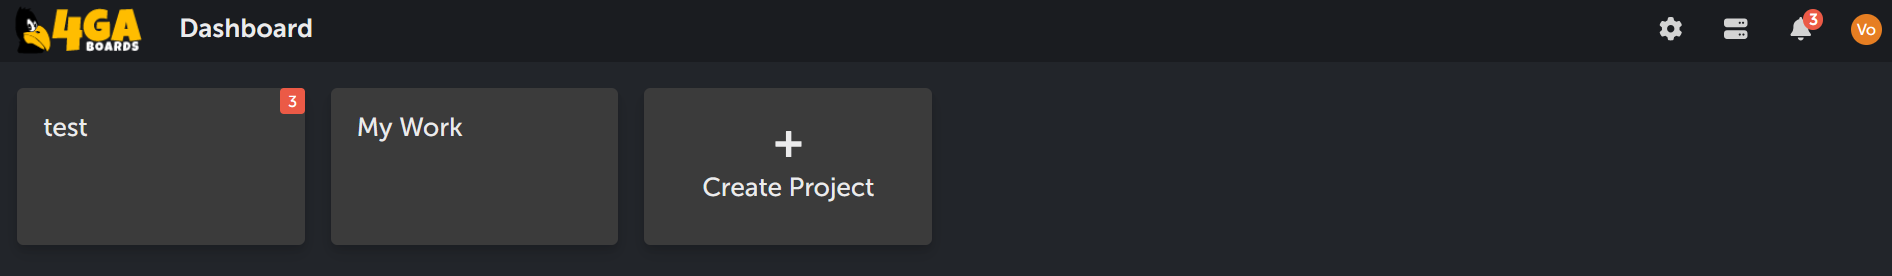 4GA
BOARDS
Dashboard
3
Vo
test
3
My Work
Create Project